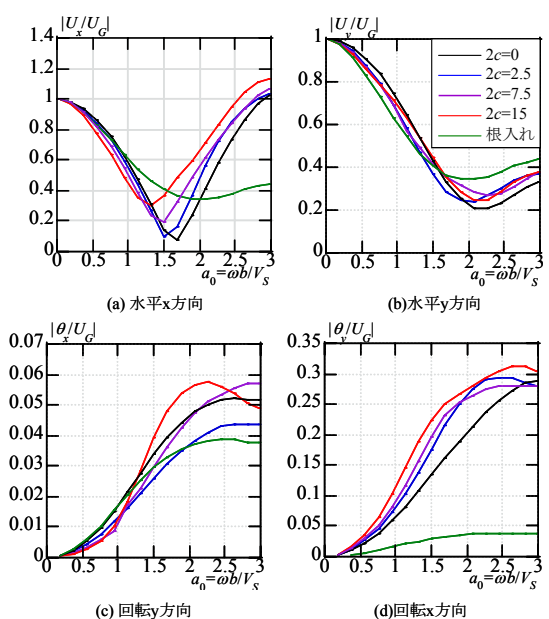 |U_x/U_G|
1.4
1.2
1
0.8
0.6
0.4
0.2
0
0 0.5 1 1.5 2 2.5 3
a_0=ωb/V_S
(a) 水平x方向
|U_y/U_G|
1
0.8
0.6
0.4
0.2
0
0 0.5 1 1.5 2 2.5 3
a_0=ωb/V_S
2c=0
2c=2.5
2c=7.5
2c=15
根入れ
(b)水平y方向
|θ_x/U_G|
0.07
0.06
0.05
0.04
0.03
0.02
0.01
0
0 0.5 1 1.5 2 2.5 3
a_0=ωb/V_S
(c) 回転y方向
|θ_y/U_G|
0.35
0.3
0.25
0.2
0.15
0.1
0.05
0
0 0.5 1 1.5 2 2.5 3
a_0=ωb/V_S
(d)回転x方向